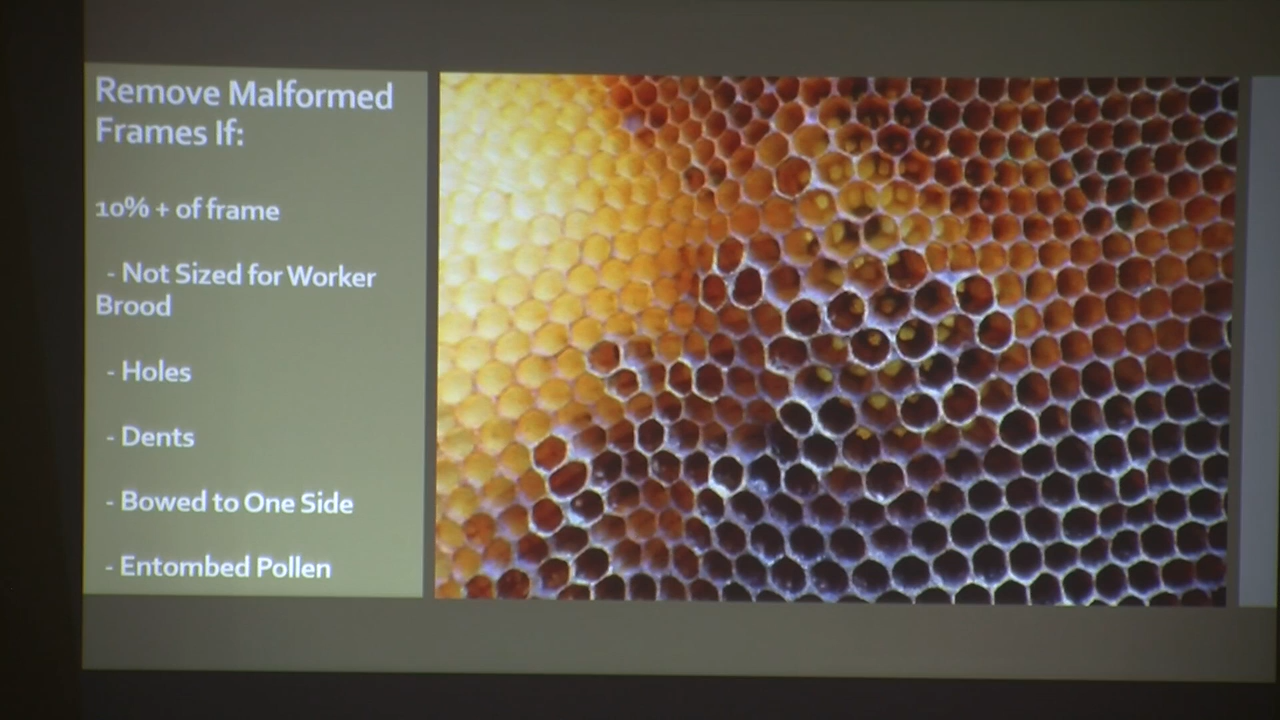 Remove Malformed
Frames If:
10% + of frame
- Not Sized for Worker
Brood
- Holes
- Dents
- Bowed to One Side
- Entombed Pollen